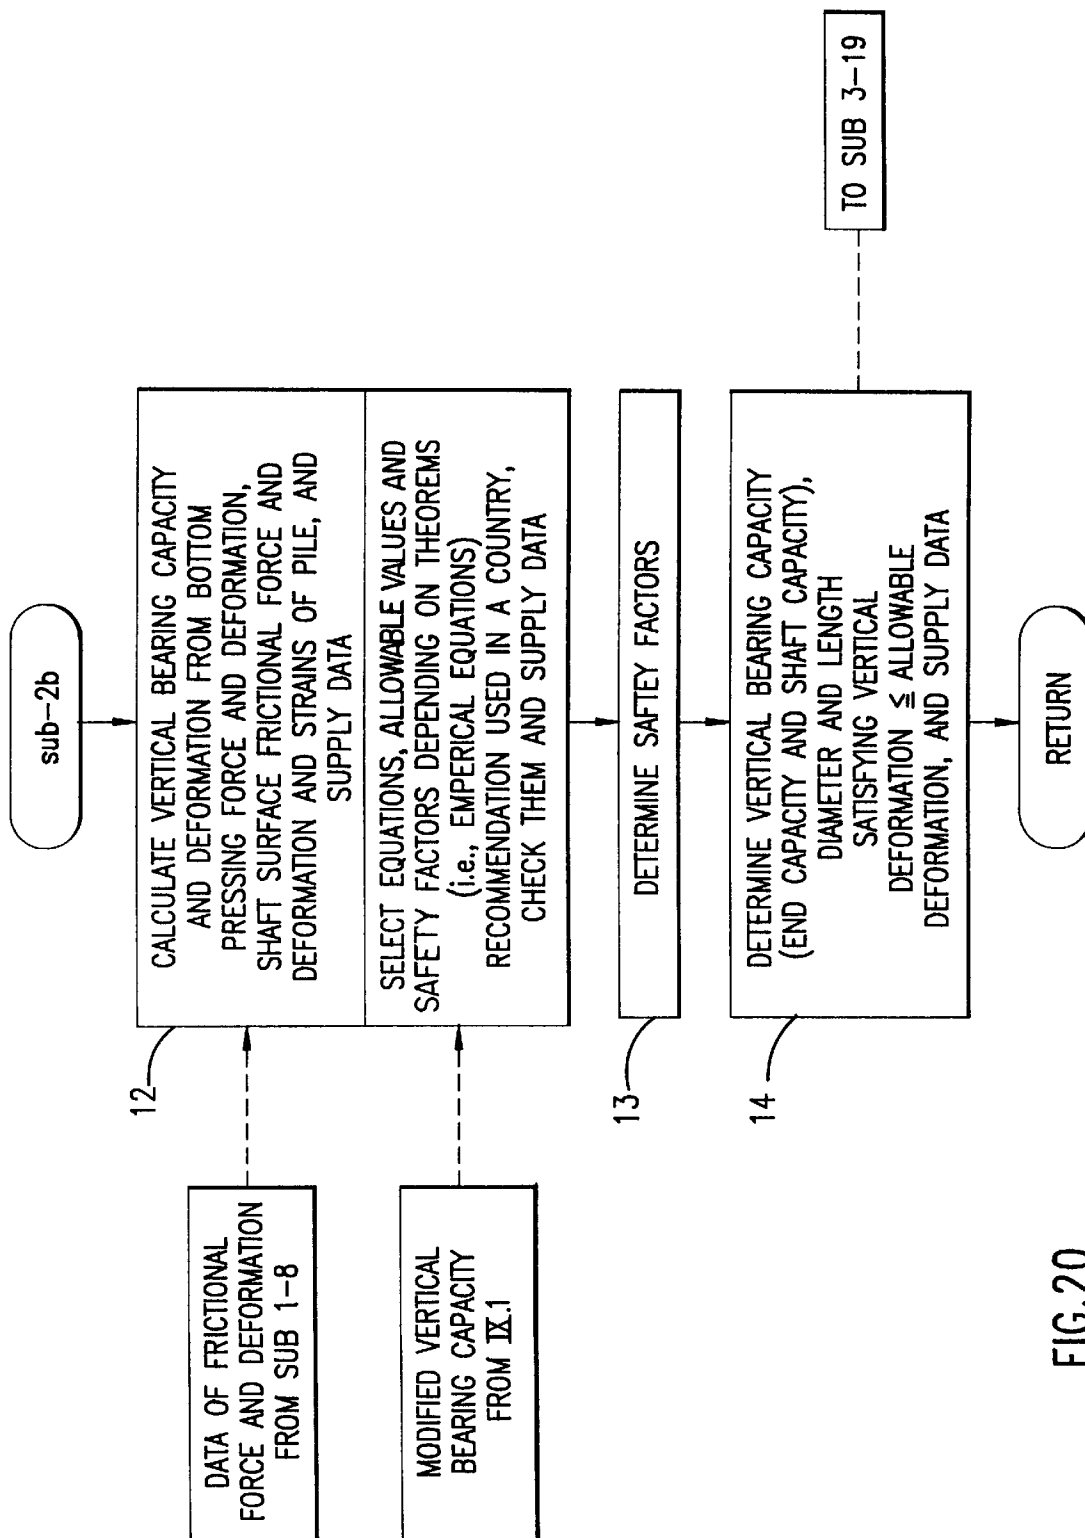 sub-2b
CALCULATE VERTICAL BEARING CAPACITY
AND DEFORMATION FROM BOTTOM
PRESSING FORCE AND DEFORMATION,
SHAFT SURFACE FRICTIONAL FORCE AND
DEFORMATION AND STRAINS OF PILE, AND
SUPPLY DATA
12
DATA OF FRICTIONAL
FORCE AND DEFORMATION
FROM SUB 1-8
SELECT EQUATIONS, ALLOWABLE VALUES AND
SAFETY FACTORS DEPENDING ON THEOREMS
(i.e., EMPERICAL EQUATIONS)
RECOMMENDATION USED IN A COUNTRY,
CHECK THEM AND SUPPLY DATA
MODIFIED VERTICAL
BEARING CAPACITY
FROM IX.1
DETERMINE SAFTEY FACTORS
13
DETERMINE VERTICAL BEARING CAPACITY
(END CAPACITY AND SHAFT CAPACITY),
DIAMETER AND LENGTH
SATISFYING VERTICAL
DEFORMATION ≦ ALLOWABLE
DEFORMATION, AND SUPPLY DATA
14
TO SUB 3-19
RETURN
FIG.20